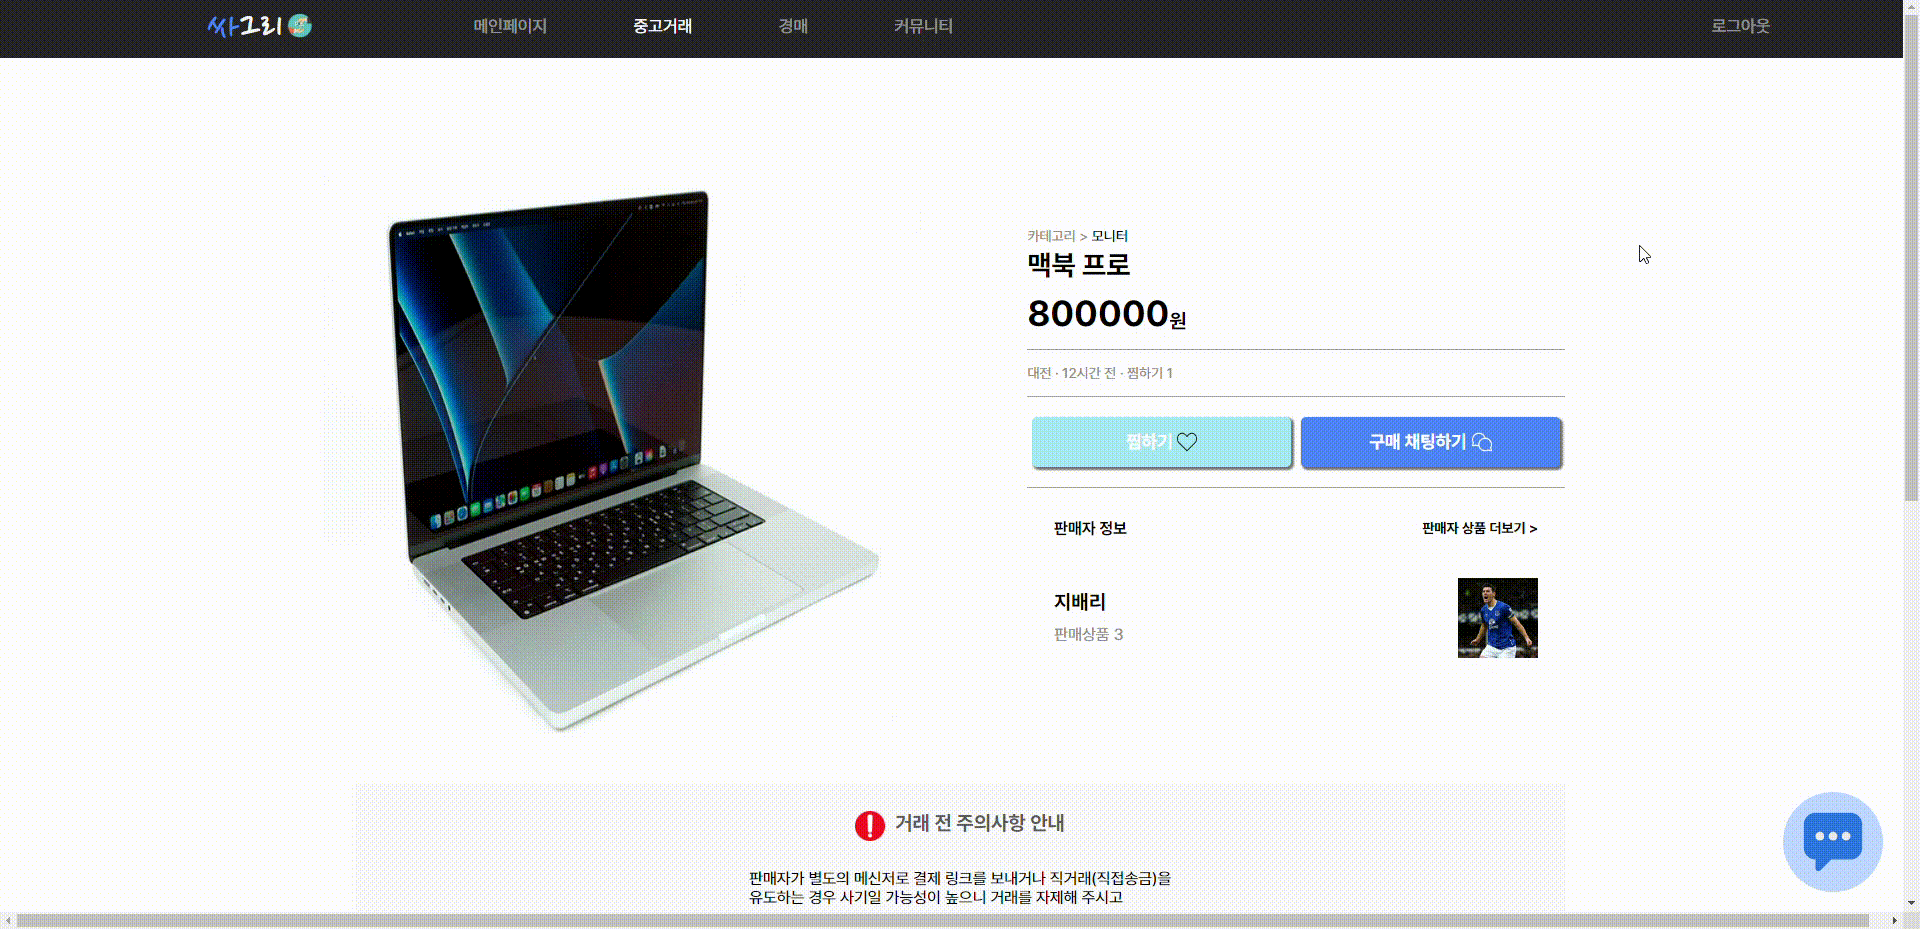 싸그리
메인페이지
중고거래
경매
커뮤니티
로그아웃
카테고리 > 모니터
맥북 프로
800000원
대전 · 12시간 전 · 찜하기 1
찜하기
구매 채팅하기
판매자 정보
판매자 상품 더보기 >
지배리
판매상품 3
거래 전 주의사항 안내
판매자가 별도의 메신저로 결제 링크를 보내거나 직거래(직접송금)을
유도하는 경우 사기일 가능성이 높으니 거래를 자제해 주시고